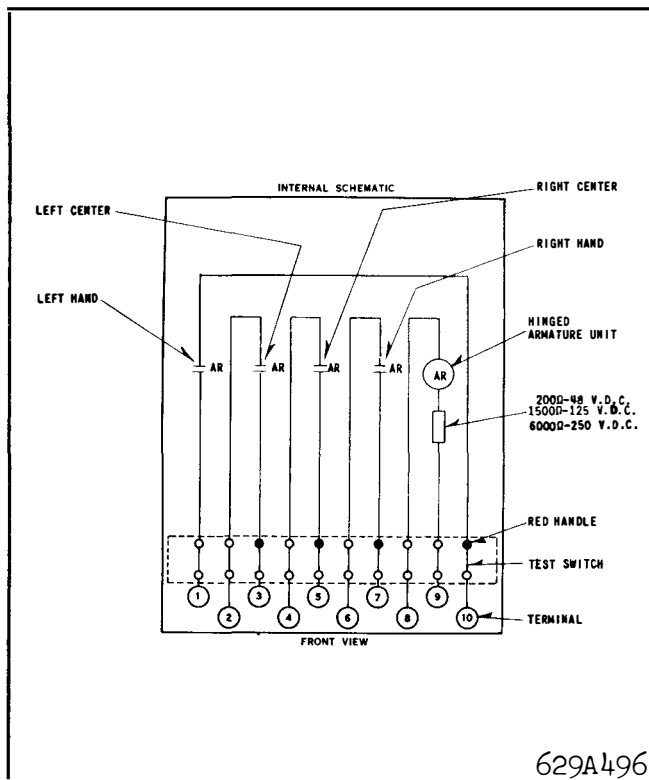 INTERNAL SCHEMATIC
RIGHT CENTER
LEFT CENTER
RIGHT HAND
LEFT HAND
HINGED
ARMATURE UNIT
AR
AR
AR
AR
AR
200Ω-48 V.D.C.
1500Ω-125 V.D.C.
6000Ω-250 V.D.C.
RED HANDLE
TEST SWITCH
1
3
5
7
9
2
4
6
8
10
TERMINAL
FRONT VIEW
629A496